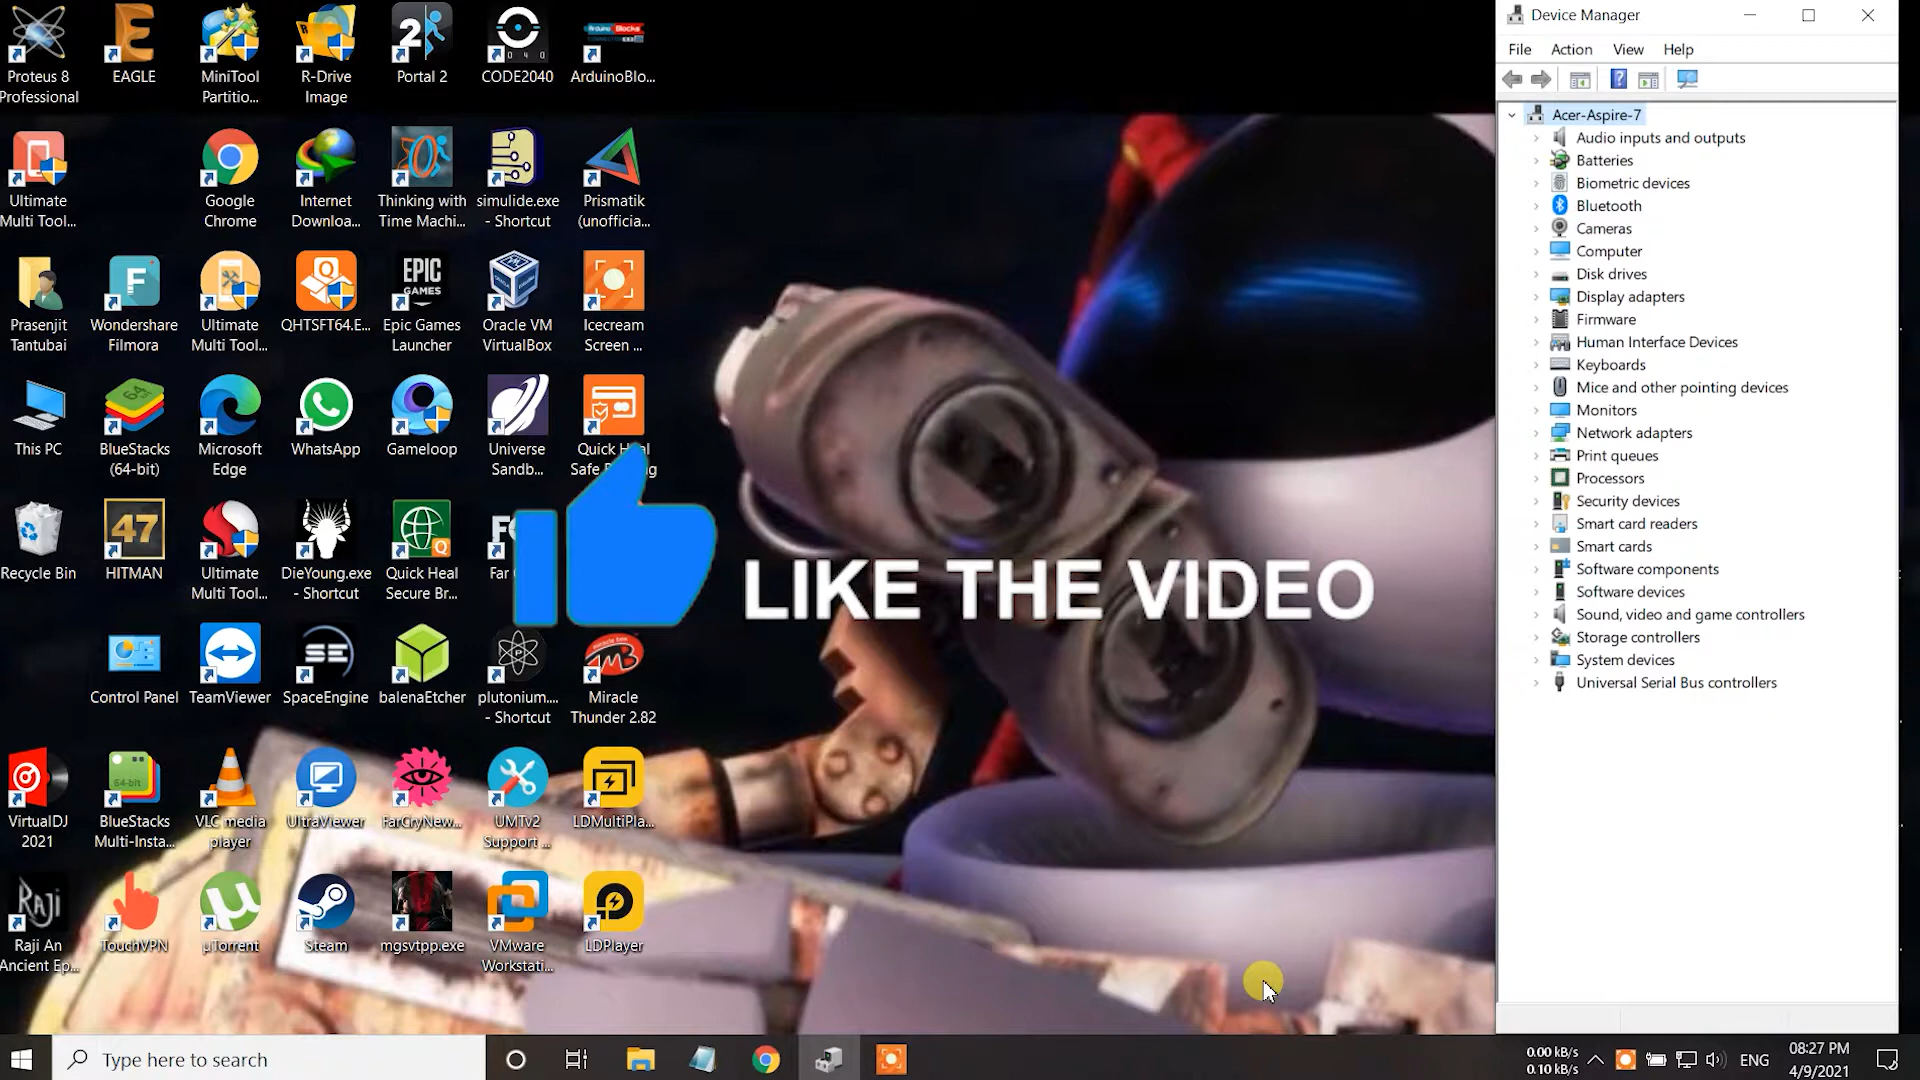 Proteus 8
Professional
EAGLE
MiniTool
Partitio...
R-Drive
Image
Portal 2
CODE2040
ArduinoBlo...
Ultimate
Multi Tool...
Google
Chrome
Internet
Downloa...
Thinking with
Time Machi...
simulide.exe
- Shortcut
Prismatik
(unofficia...
Prasenjit
Tantubai
Wondershare
Filmora
Ultimate
Multi Tool...
QHTSFT64.E...
EPIC
GAMES
Epic Games
Launcher
Oracle VM
VirtualBox
Icecream
Screen ...
This PC
BlueStacks
(64-bit)
Microsoft
Edge
WhatsApp
Gameloop
Universe
Sandb...
Recycle Bin
47
HITMAN
Ultimate
Multi Tool...
DieYoung.exe
- Shortcut
Quick Heal
Secure Br...
LIKE THE VIDEO
Control Panel
TeamViewer
SE
SpaceEngine
balenaEtcher
plutonium....
- Shortcut
Miracle
Thunder 2.82
VirtualDJ
2021
BlueStacks
Multi-Insta...
VLC media
player
UltraViewer
FarCryNew...
UMTv2
Support ...
LDMultiPla...
RAJI
Raji An
Ancient Ep...
TouchVPN
µTorrent
Steam
mgsvtpp.exe
VMware
Workstati...
LDPlayer
Device Manager
File
Action
View
Help
Acer-Aspire-7
Audio inputs and outputs
Batteries
Biometric devices
Bluetooth
Cameras
Computer
Disk drives
Display adapters
Firmware
Human Interface Devices
Keyboards
Mice and other pointing devices
Monitors
Network adapters
Print queues
Processors
Security devices
Smart card readers
Smart cards
Software components
Software devices
Sound, video and game controllers
Storage controllers
System devices
Universal Serial Bus controllers
Type here to search
0.00 kB/s
0.10 kB/s
ENG
08:27 PM
4/9/2021